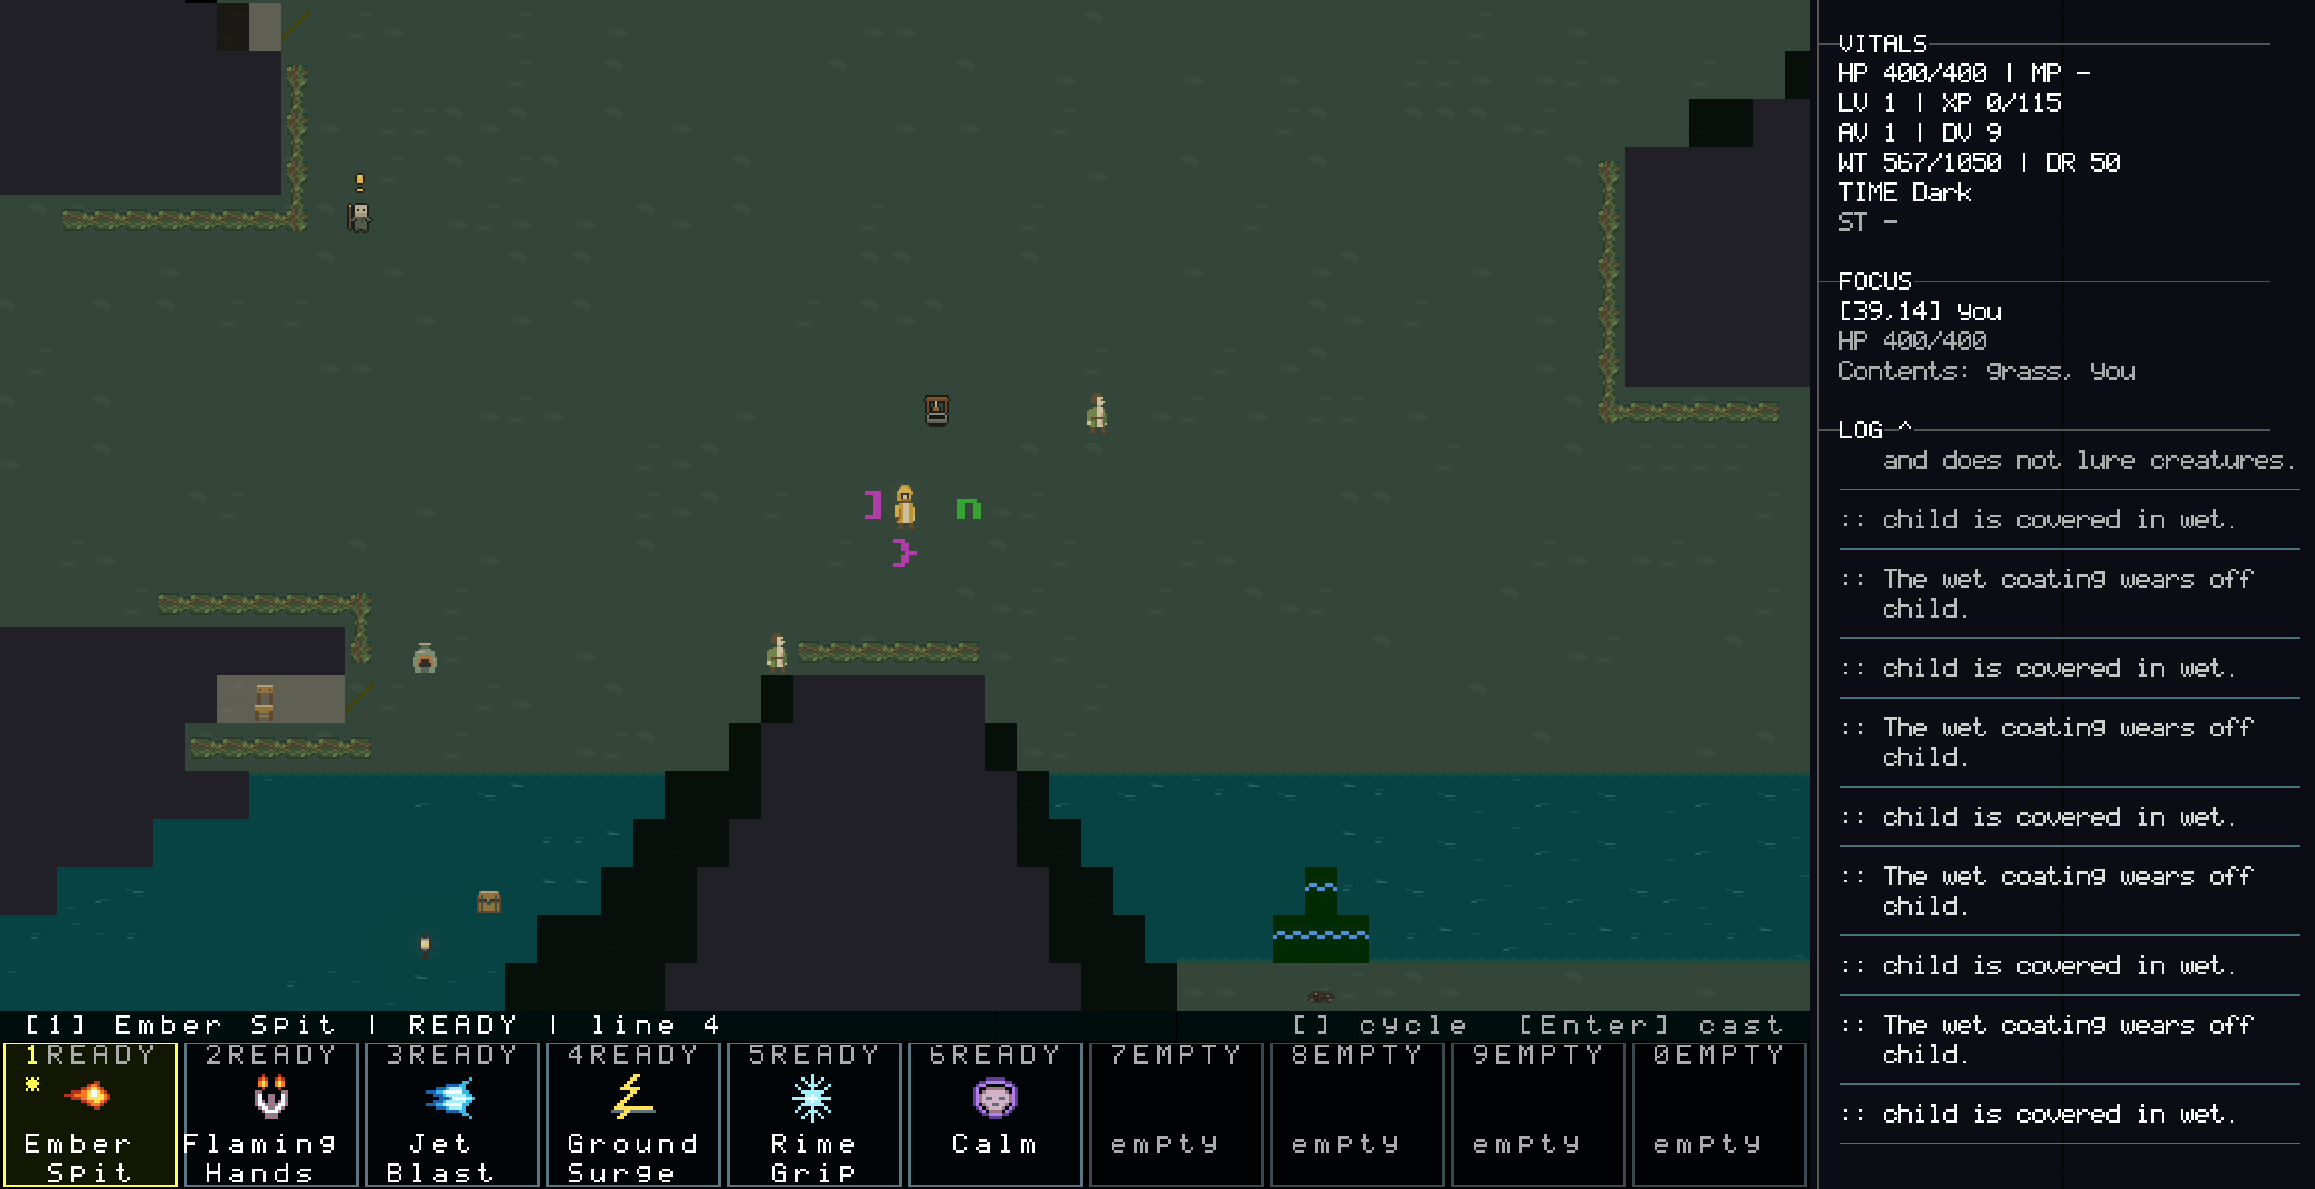 VITALS
HP 400/400 | MP -
LV 1 | XP 0/115
AV 1 | DV 9
WT 567/1050 | DR 50
TIME Dark
ST -
FOCUS
[39,14] you
HP 400/400
Contents: grass, You
LOG ^
and does not lure creatures.
:: child is covered in wet.
:: The wet coating wears off
child.
:: child is covered in wet.
:: The wet coating wears off
child.
:: child is covered in wet.
:: The wet coating wears off
child.
:: child is covered in wet.
:: The wet coating wears off
child.
:: child is covered in wet.
] n
}
[1] Ember Spit | READY | line 4 [] cycle [Enter] cast
1READY 2READY 3READY 4READY 5READY 6READY 7EMPTY 8EMPTY 9EMPTY 0EMPTY
Ember Flaming Jet Ground Rime Calm empty empty empty empty
Spit Hands Blast Surge Grip